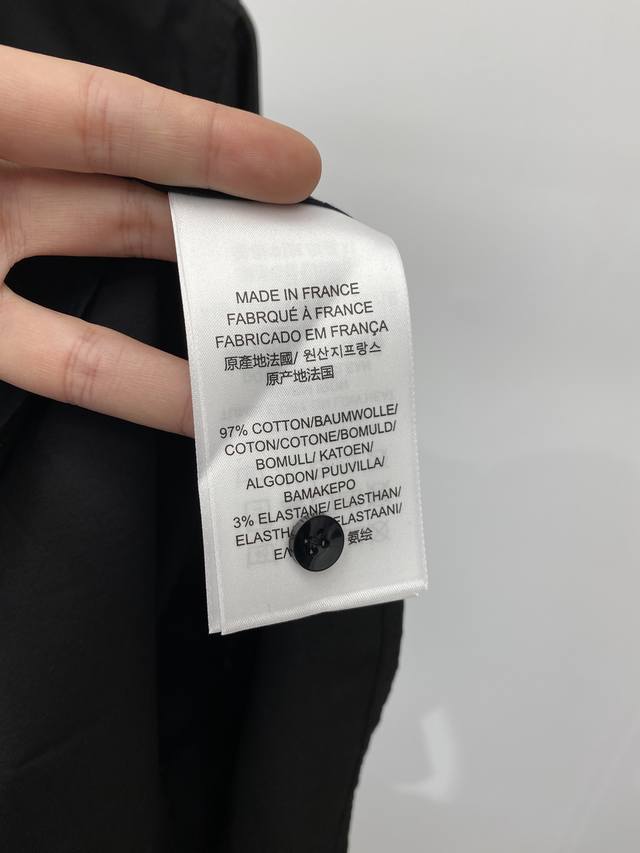 MADE IN FRANCE
FABRQUÉ À FRANCE
FABRICADO EM FRANÇA
原產地法國/ 원산지프랑스
原产地法国
97% COTTON/BAUMWOLLE/
COTON/COTONE/BOMULD/
BOMULL/ KATOEN/
ALGODON/ PUUVILLA/
BAMAKEPO
3% ELASTANE/ ELASTHAN/
ELASTAANI/
氨绘